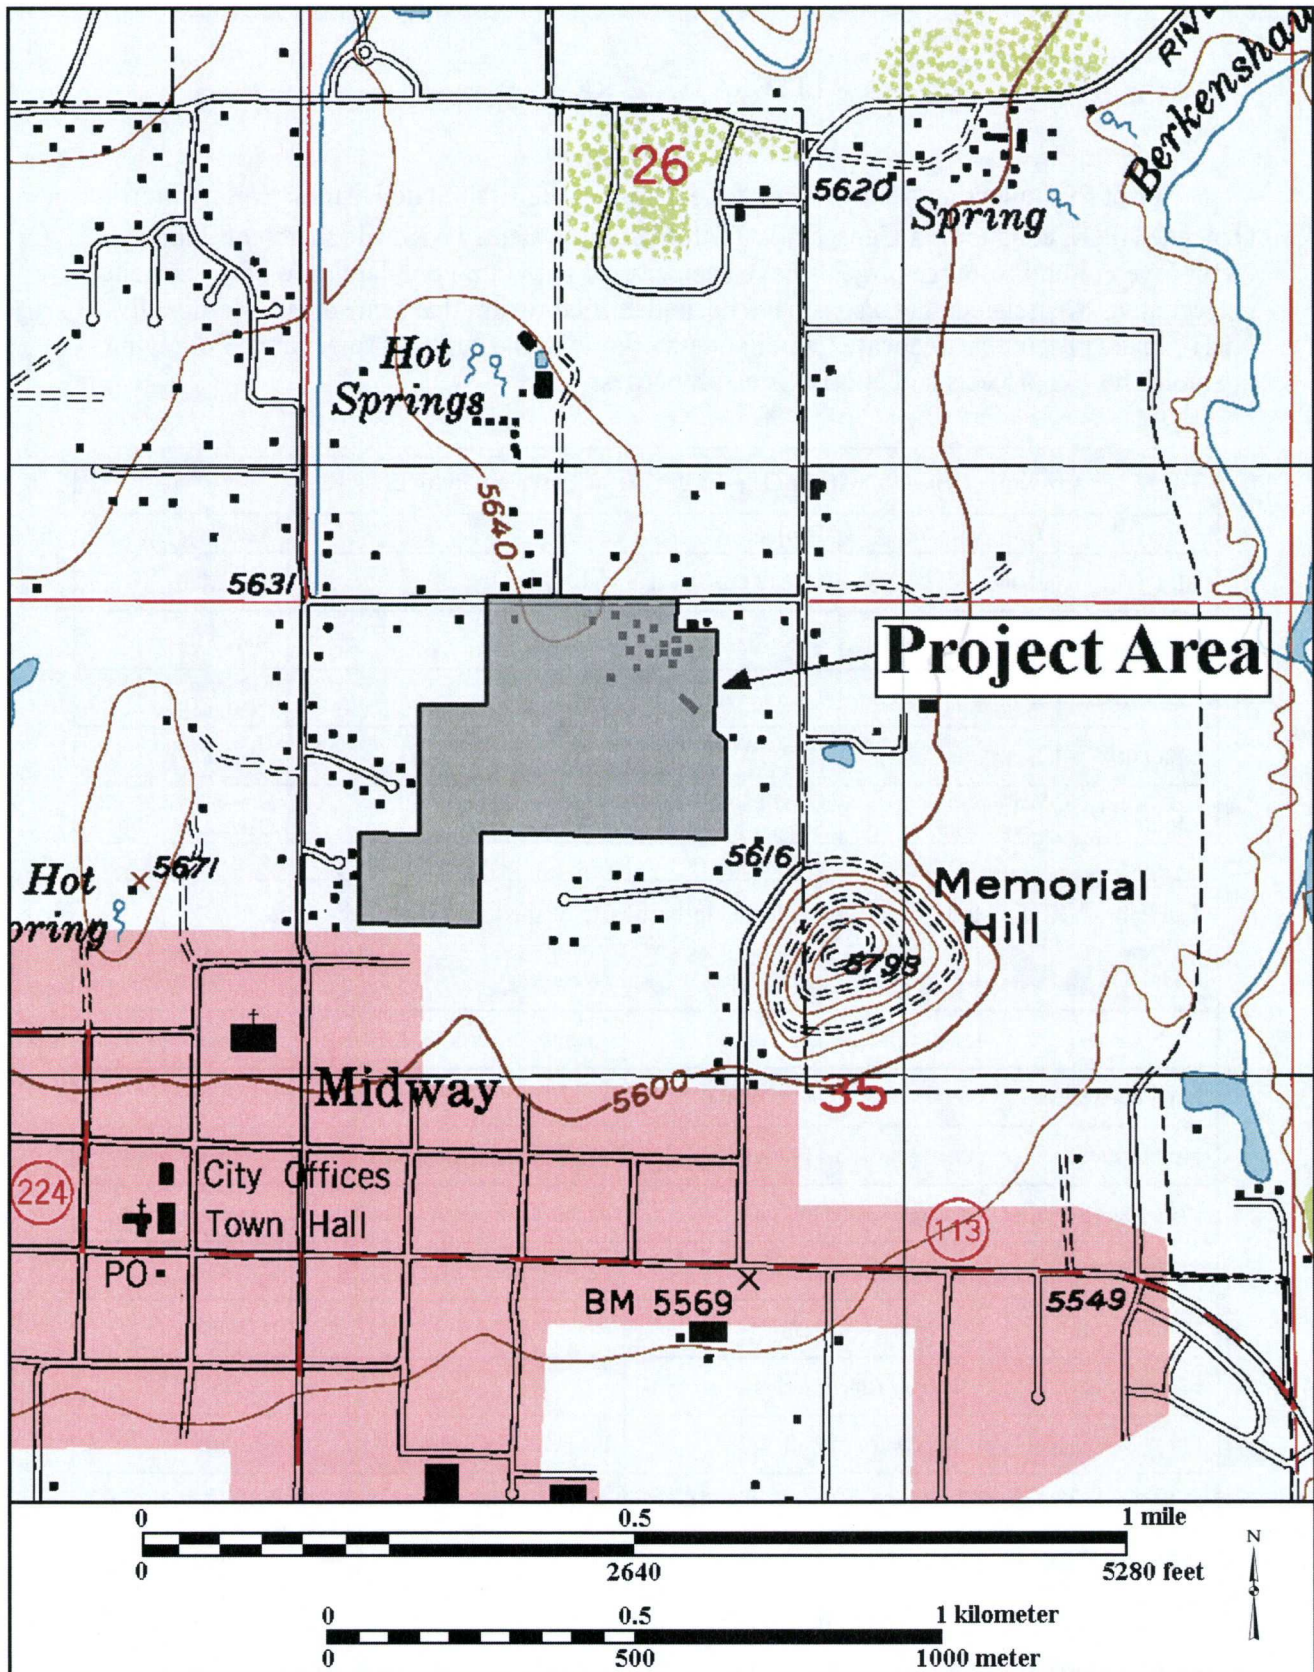 RIV
Berkenshaw
26
5620
Spring
Hot
Springs
5640
5631
Project Area
5616
5671
Hot
pring
Memorial
Hill
5798
Midway
5600
35
224
City Offices
Town Hall
113
PO
BM 5569
5549
0 0.5 1 mile
0 2640 5280 feet
N
0 0.5 1 kilometer
0 500 1000 meter